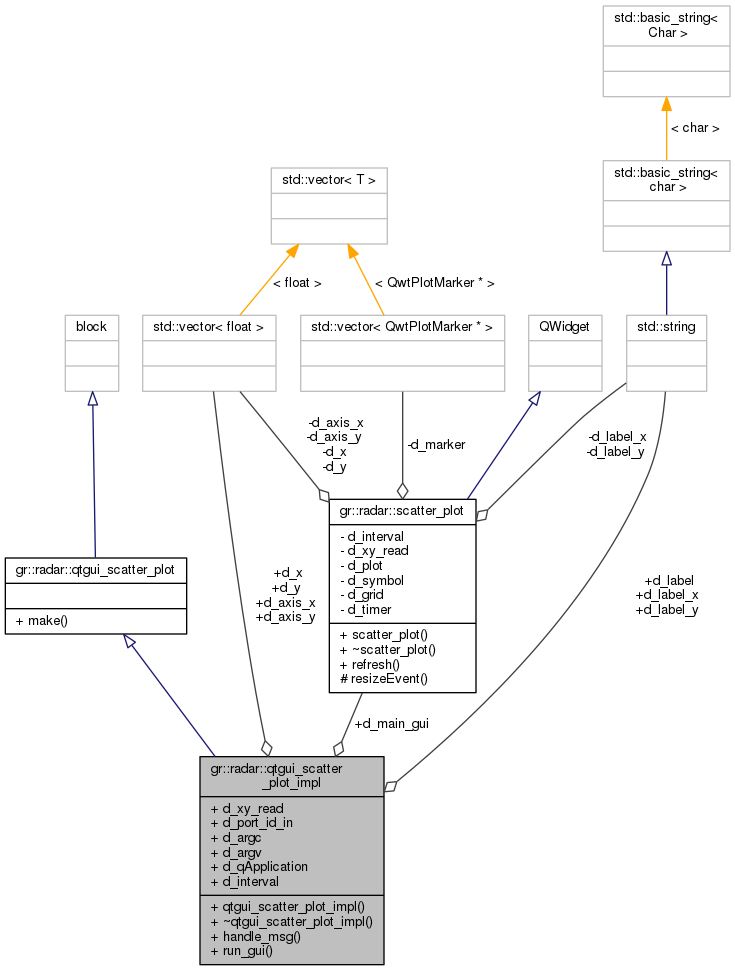 std::basic_string<
Char >
< char >
std::basic_string<
char >
std::vector< T >
< float >
< QwtPlotMarker * >
block
std::vector< float >
std::vector< QwtPlotMarker * >
QWidget
std::string
-d_axis_x
-d_axis_y
-d_x
-d_y
-d_marker
-d_label_x
-d_label_y
gr::radar::scatter_plot
- d_interval
- d_xy_read
- d_plot
- d_symbol
- d_grid
- d_timer
+ scatter_plot()
+ ~scatter_plot()
+ refresh()
# resizeEvent()
gr::radar::qtgui_scatter_plot
+ make()
+d_x
+d_y
+d_axis_x
+d_axis_y
+d_label
+d_label_x
+d_label_y
+d_main_gui
gr::radar::qtgui_scatter
_plot_impl
+ d_xy_read
+ d_port_id_in
+ d_argc
+ d_argv
+ d_qApplication
+ d_interval
+ qtgui_scatter_plot_impl()
+ ~qtgui_scatter_plot_impl()
+ handle_msg()
+ run_gui()